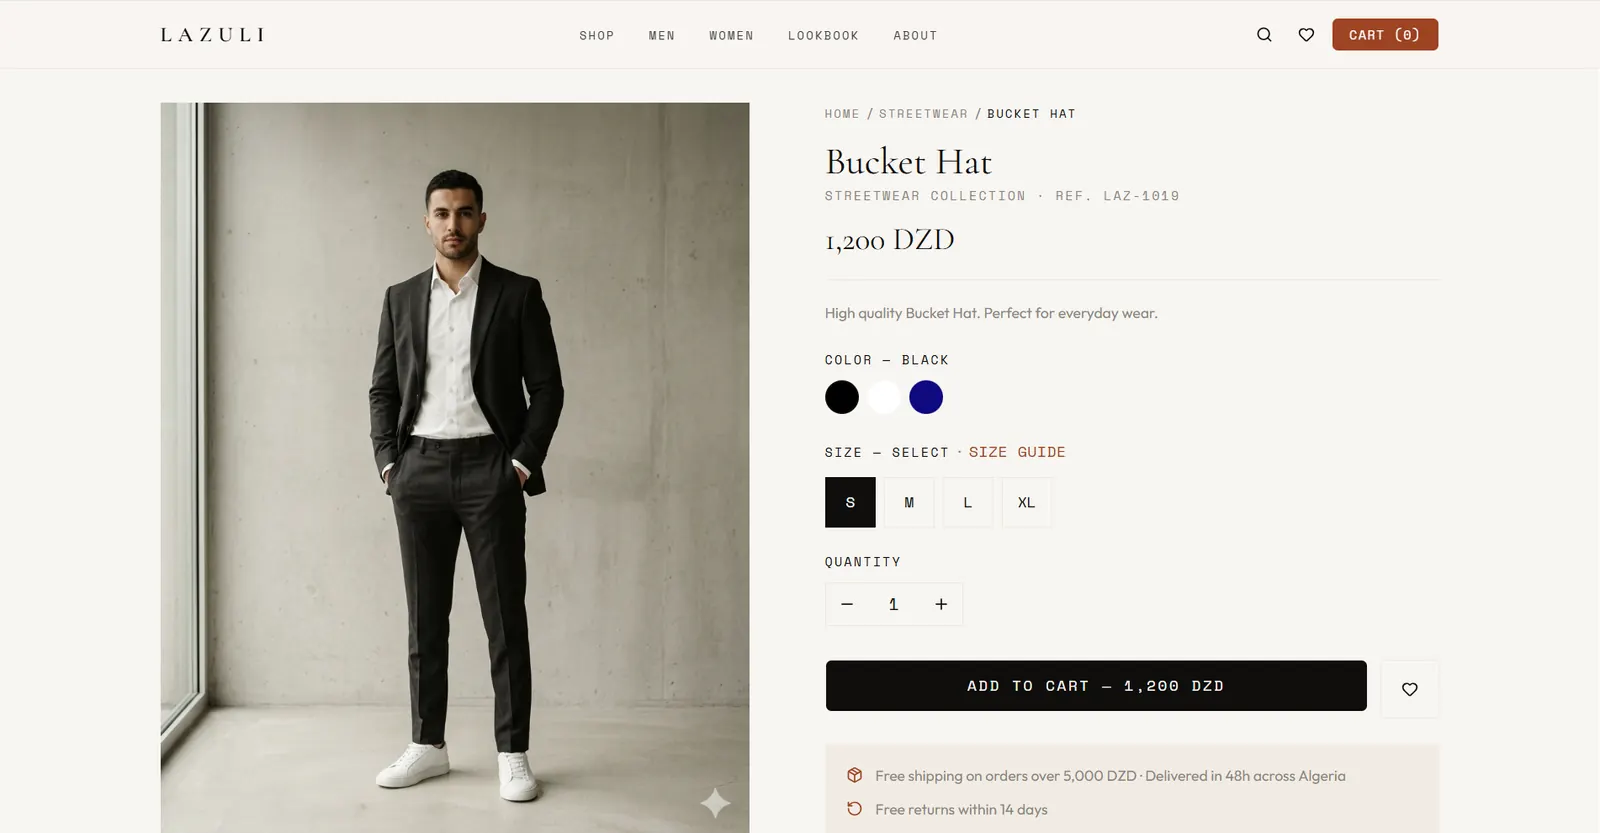 LAZULI
SHOP MEN WOMEN LOOKBOOK ABOUT
CART (0)
HOME / STREETWEAR / BUCKET HAT
Bucket Hat
STREETWEAR COLLECTION · REF. LAZ-1019
1,200 DZD
High quality Bucket Hat. Perfect for everyday wear.
COLOR — BLACK
SIZE — SELECT · SIZE GUIDE
S M L XL
QUANTITY
− 1 +
ADD TO CART — 1,200 DZD
Free shipping on orders over 5,000 DZD · Delivered in 48h across Algeria
Free returns within 14 days